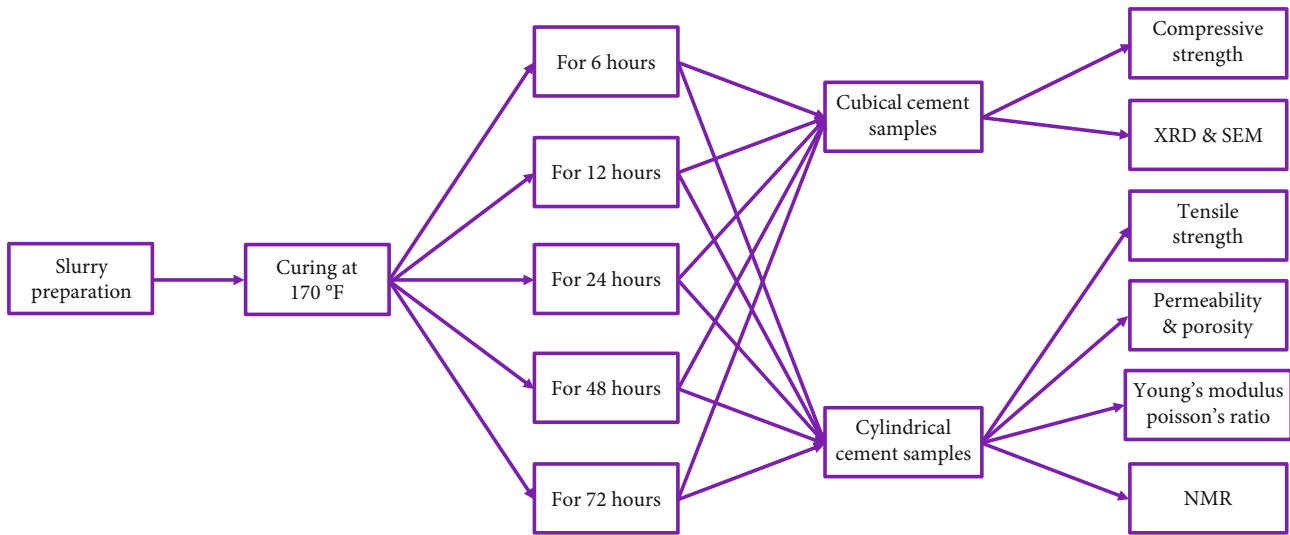 Slurry
preparation
Curing at
170 °F
For 6 hours
For 12 hours
For 24 hours
For 48 hours
For 72 hours
Cubical cement
samples
Cylindrical
cement samples
Compressive
strength
XRD & SEM
Tensile
strength
Permeability
& porosity
Young's modulus
poisson's ratio
NMR